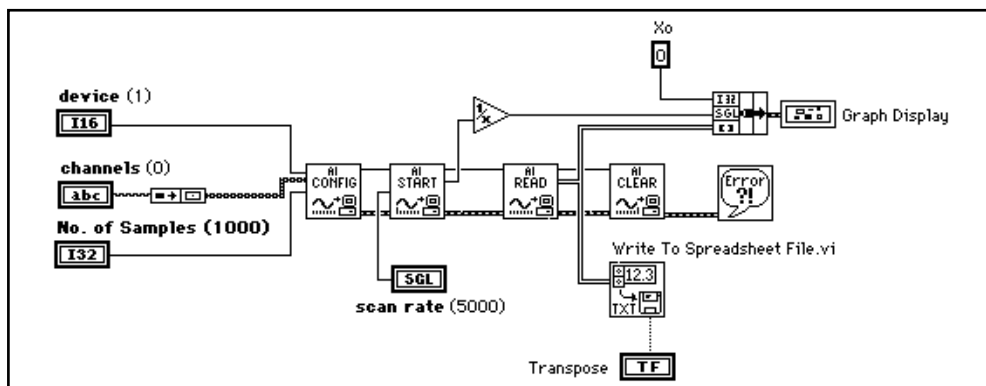 Xo
0
device (1)
I16
1/x
I32
SGL
[ ]
Graph Display
channels (0)
abc
AI
CONFIG
AI
START
AI
READ
AI
CLEAR
Error
?!
No. of Samples (1000)
I32
SGL
scan rate (5000)
Write To Spreadsheet File.vi
12.3
TXT
Transpose
TF